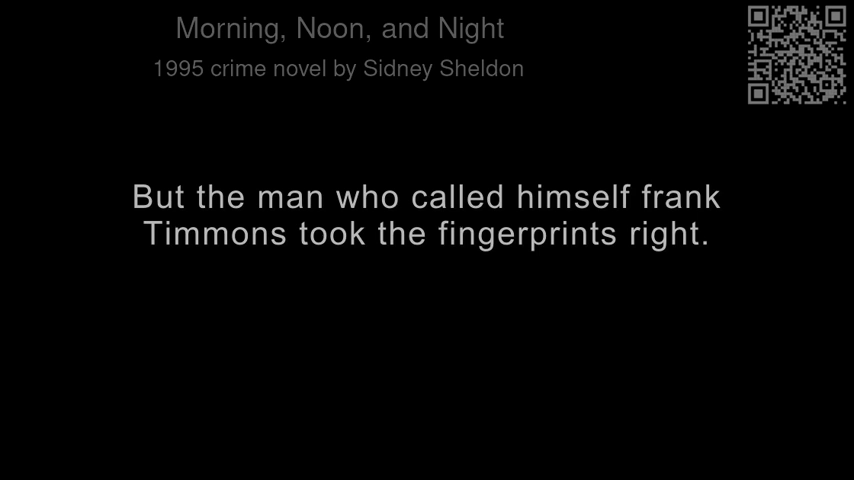 Morning, Noon, and Night
1995 crime novel by Sidney Sheldon
But the man who called himself frank
Timmons took the fingerprints right.